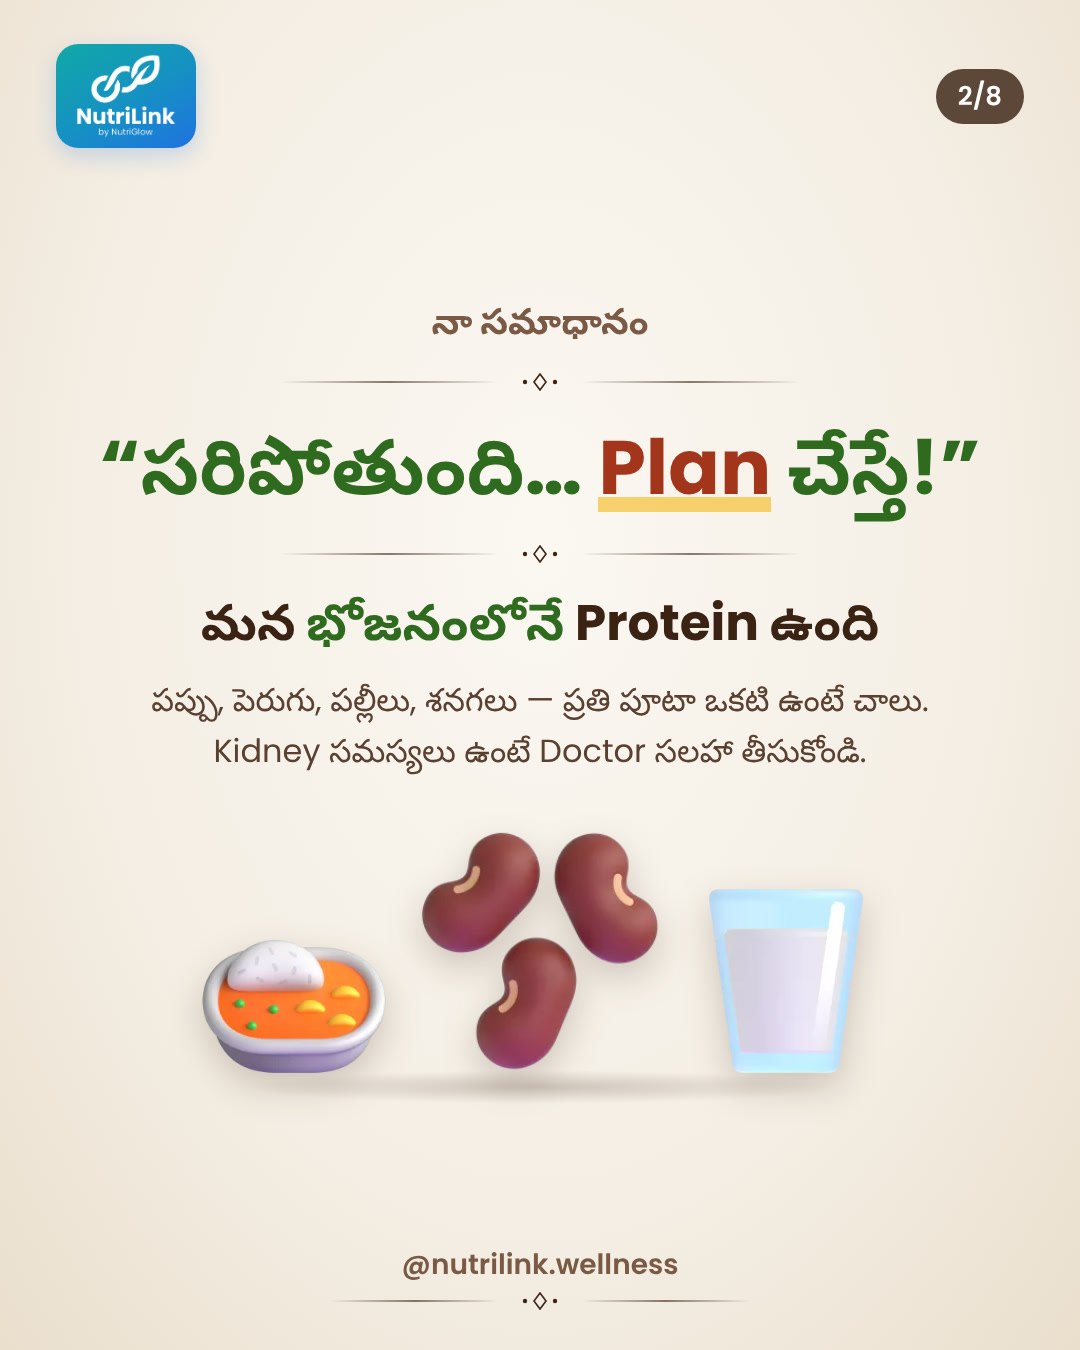 NutriLink
by NutriGlow
2/8
నా సమాధానం
“సరిపోతుంది... Plan చేస్తే!”
మన భోజనంలోనే Protein ఉంది
పప్పు, పెరుగు, పల్లీలు, శనగలు — ప్రతి పూటా ఒకటి ఉంటే చాలు.
Kidney సమస్యలు ఉంటే Doctor సలహా తీసుకోండి.
@nutrilink.wellness